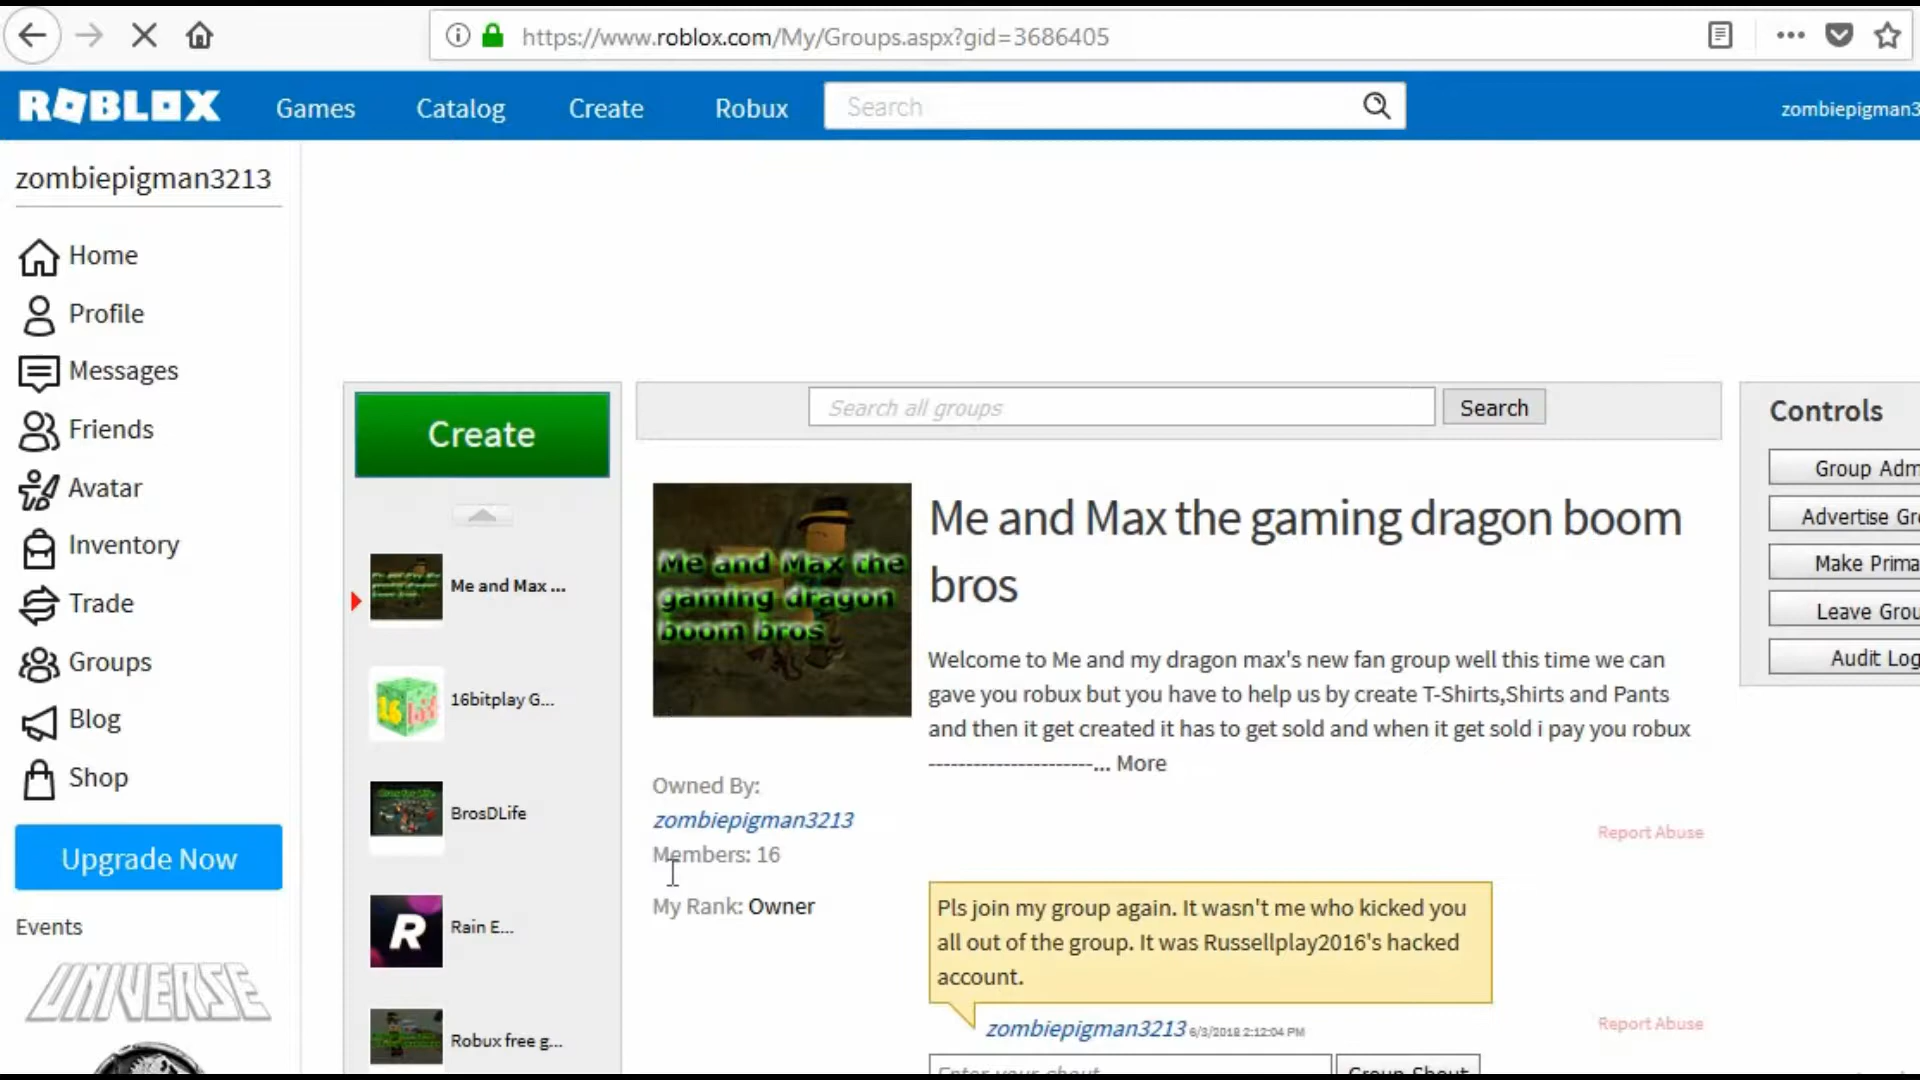 https://www.roblox.com/My/Groups.aspx?gid=3686405
ROBLOX
Games
Catalog
Create
Robux
Search
zombiepigman3
zombiepigman3213
Home
Profile
Messages
Friends
Avatar
Inventory
Trade
Groups
Blog
Shop
Upgrade Now
Events
UNIVERSE
Create
Me and Max ...
16bitplay G...
BrosDLife
Rain E...
Robux free g...
Search all groups
Search
Me and Max the
gaming dragon
boom bros
Me and Max the gaming dragon boom
bros
Welcome to Me and my dragon max's new fan group well this time we can
gave you robux but you have to help us by create T-Shirts,Shirts and Pants
and then it get created it has to get sold and when it get sold i pay you robux
----------------------... More
Owned By:
zombiepigman3213
Members: 16
My Rank: Owner
Report Abuse
Pls join my group again. It wasn't me who kicked you
all out of the group. It was Russellplay2016's hacked
account.
zombiepigman3213 6/3/2018 2:12:04 PM
Report Abuse
Enter your shout
Group Shout
Controls
Group Adm
Advertise Gro
Make Prima
Leave Grou
Audit Log